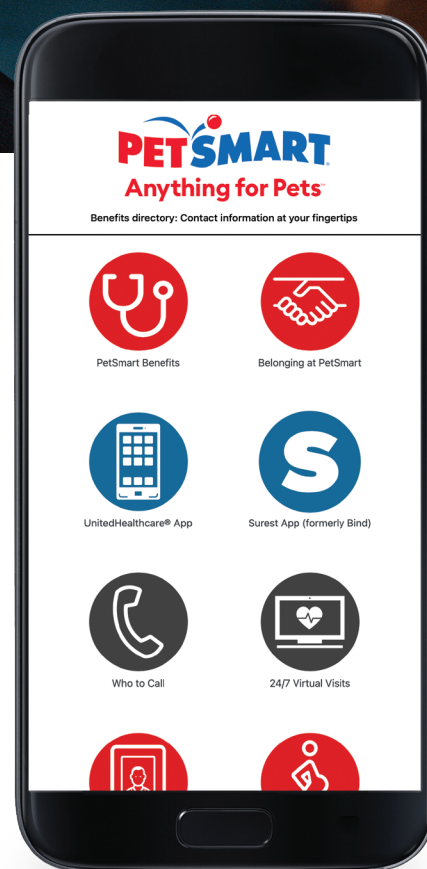 PETSMART
Anything for Pets™
Benefits directory: Contact information at your fingertips
PetSmart Benefits
Belonging at PetSmart
UnitedHealthcare® App
S
Surest App (formerly Bind)
Who to Call
24/7 Virtual Visits